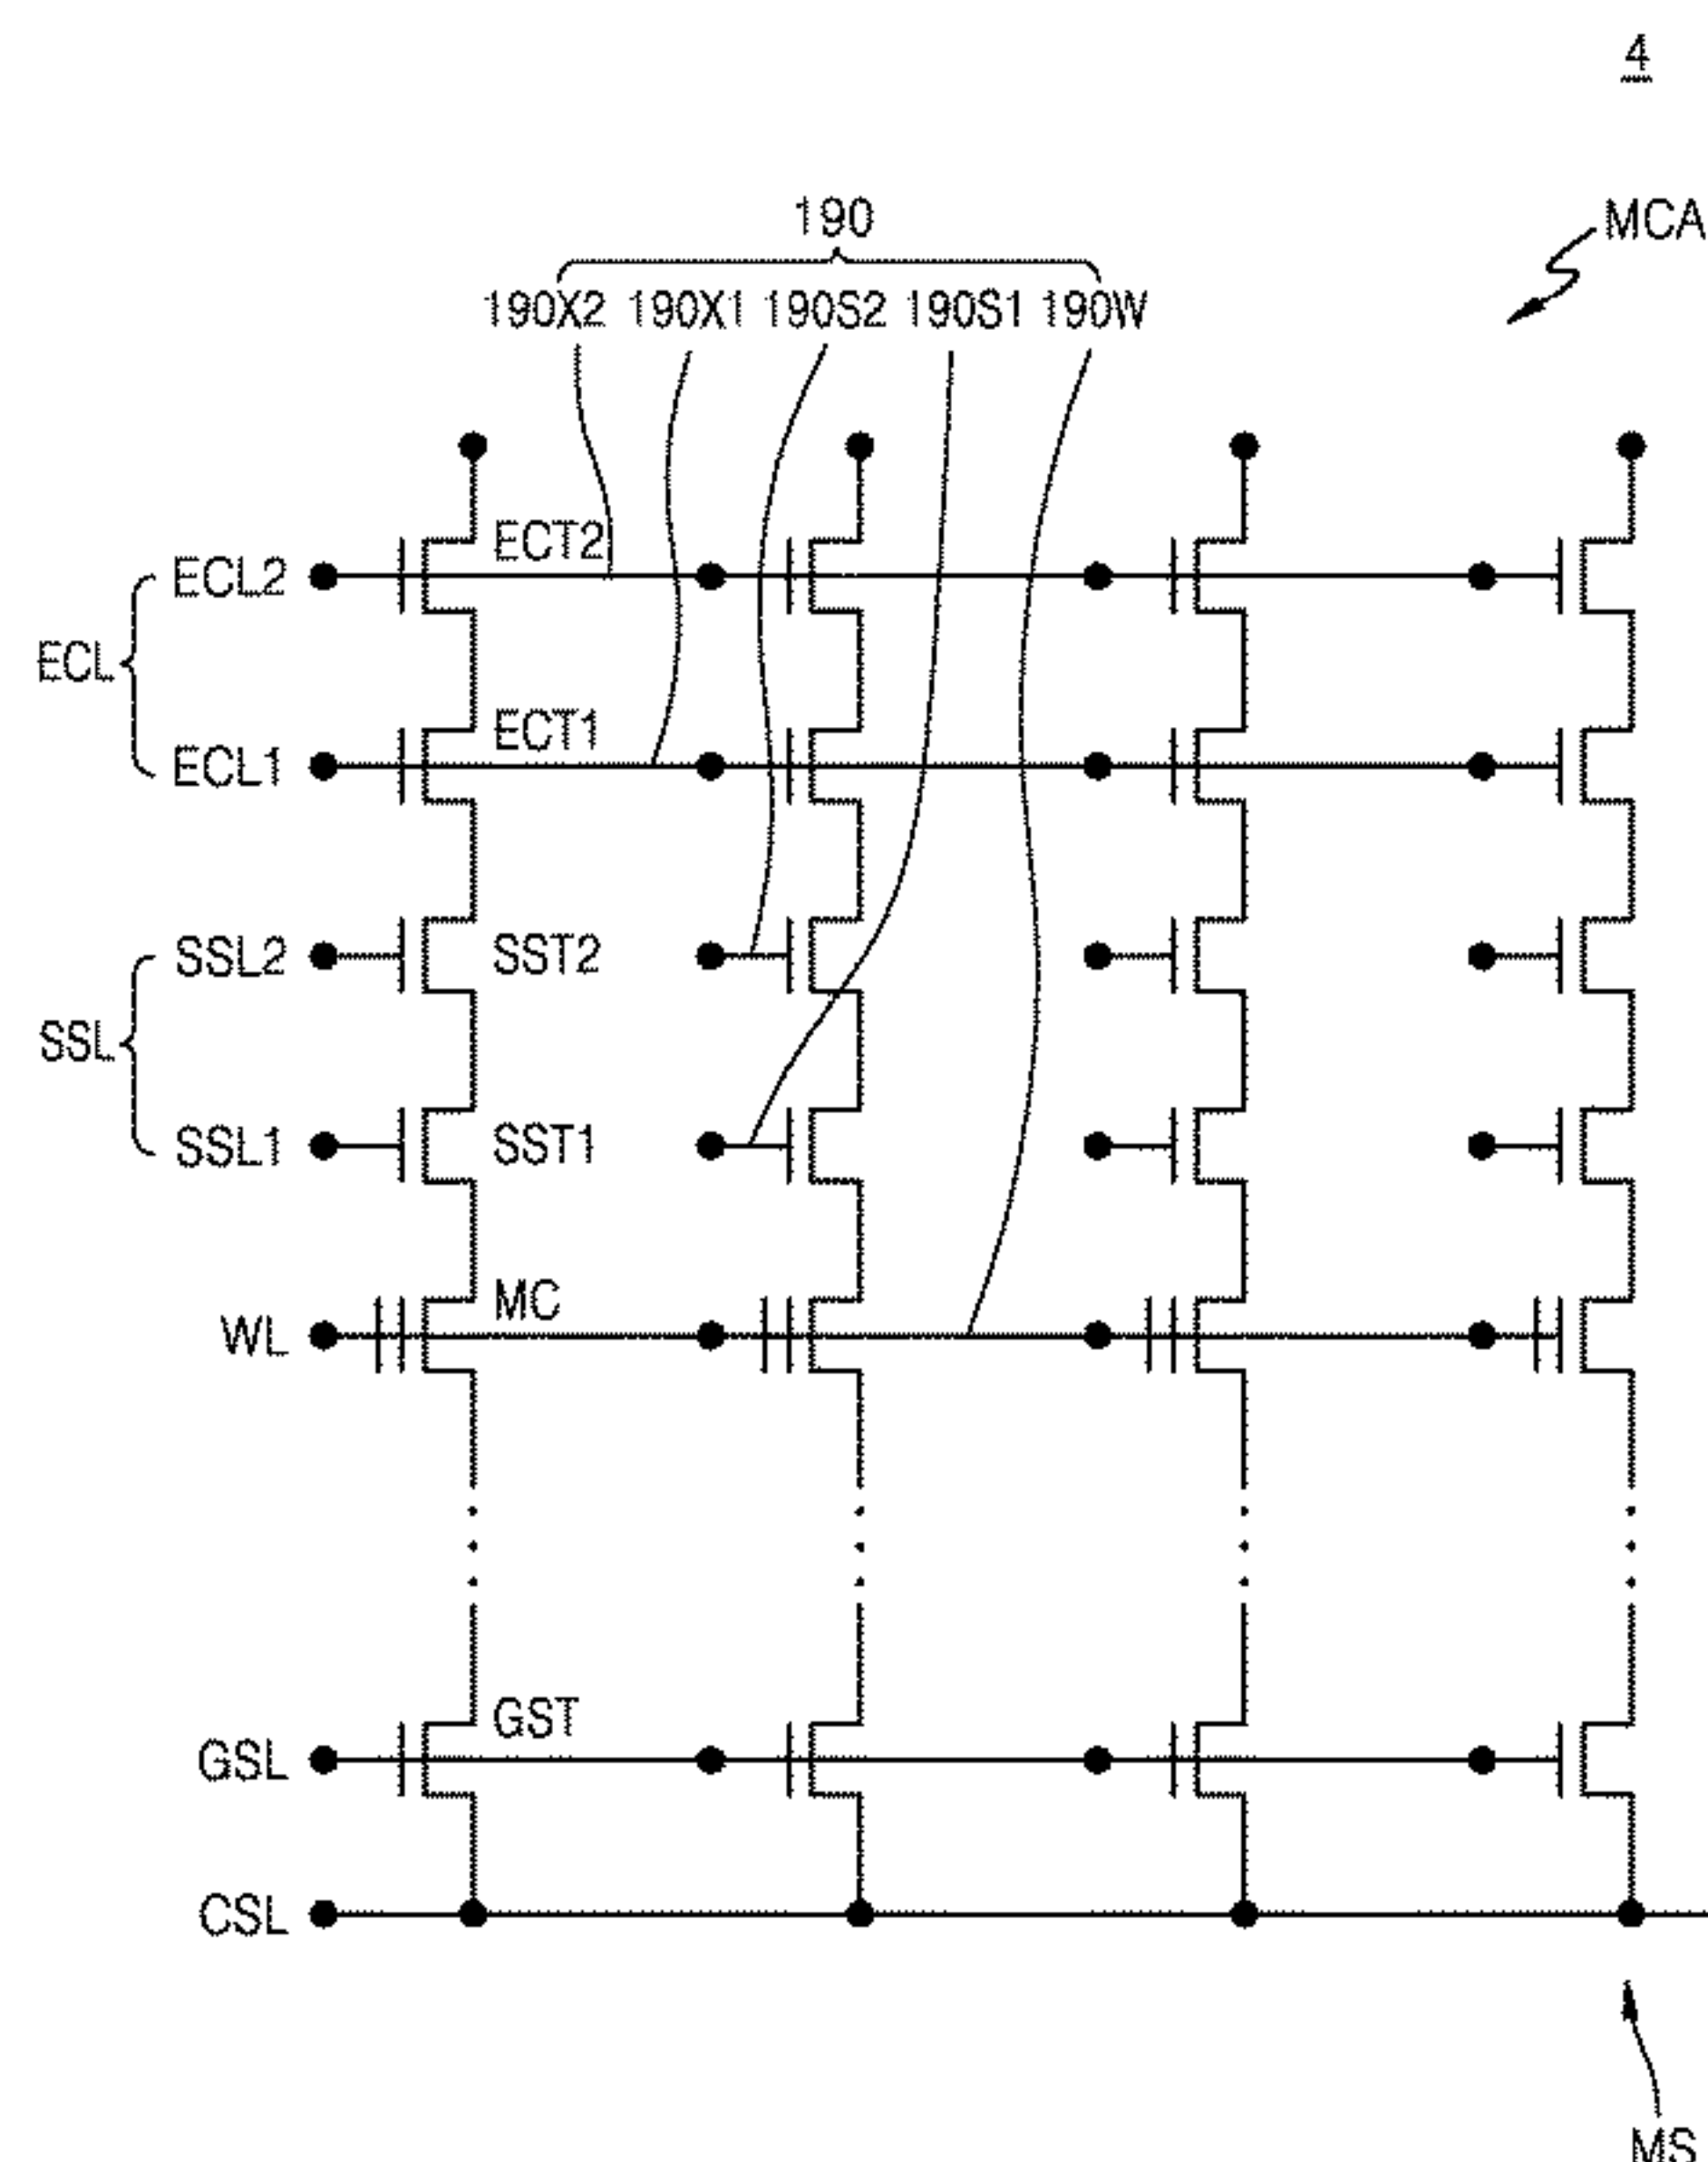 4
MCA
190
190X2 190X1 190S2 190S1 190W
ECT2
ECL2
ECL
ECT1
ECL1
SSL2 SST2
SSL
SSL1 SST1
MC
WL
GST
GSL
CSL
MS